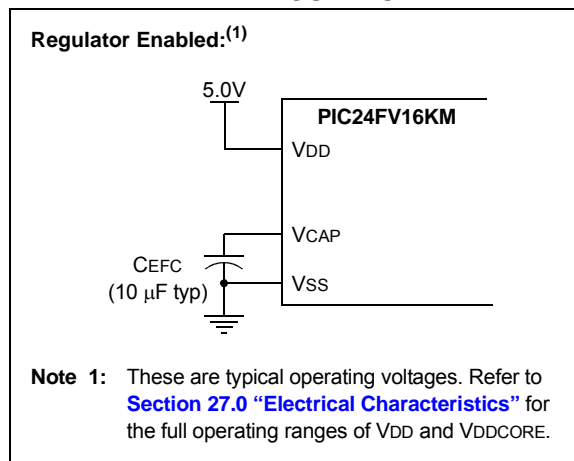 Regulator Enabled:(1)
5.0V
PIC24FV16KM
VDD
VCAP
CEFC
(10 μF typ)
VSS
Note 1: These are typical operating voltages. Refer to
Section 27.0 “Electrical Characteristics” for
the full operating ranges of VDD and VDDCORE.